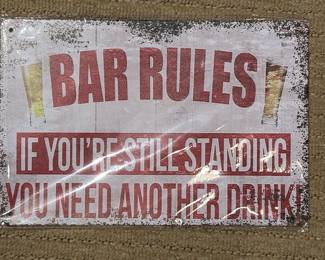 BAR RULES
IF YOU'RE STILL STANDING.
YOU NEED ANOTHER DRINK!